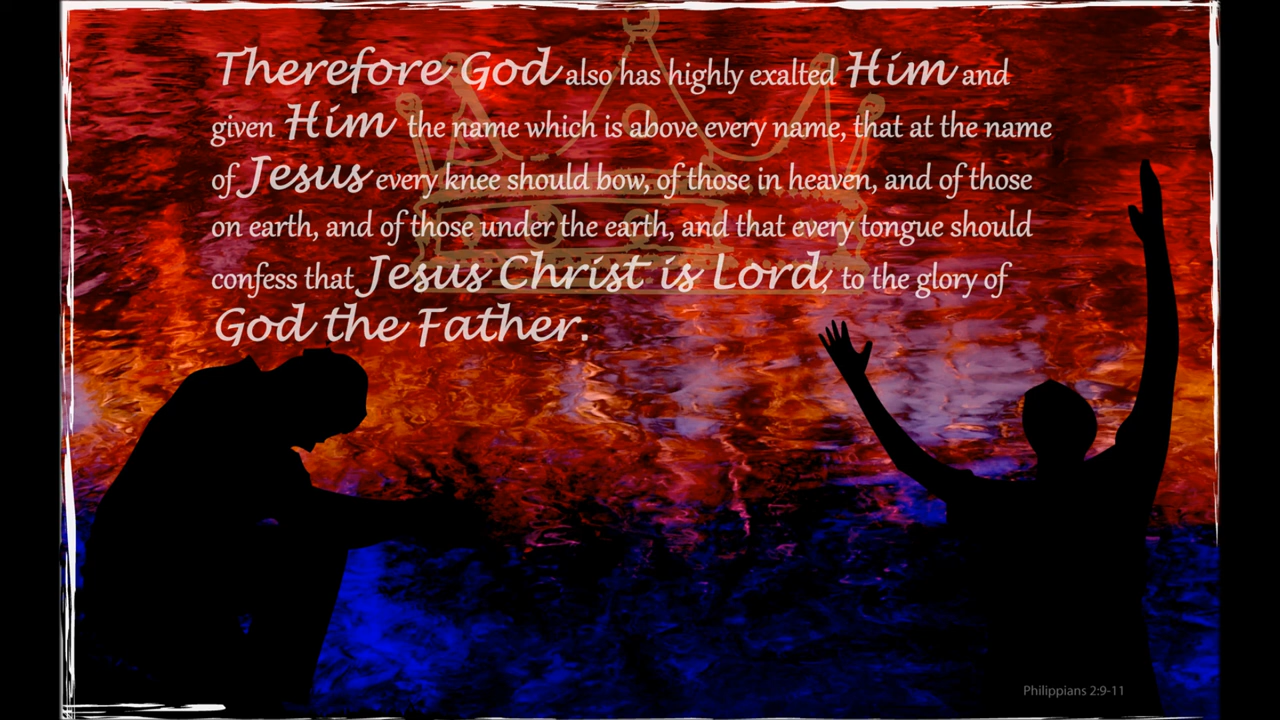 Therefore God also has highly exalted Him and
given Him the name which is above every name, that at the name
of Jesus every knee should bow, of those in heaven, and of those
on earth, and of those under the earth, and that every tongue should
confess that Jesus Christ is Lord, to the glory of
God the Father.
Philippians 2:9-11